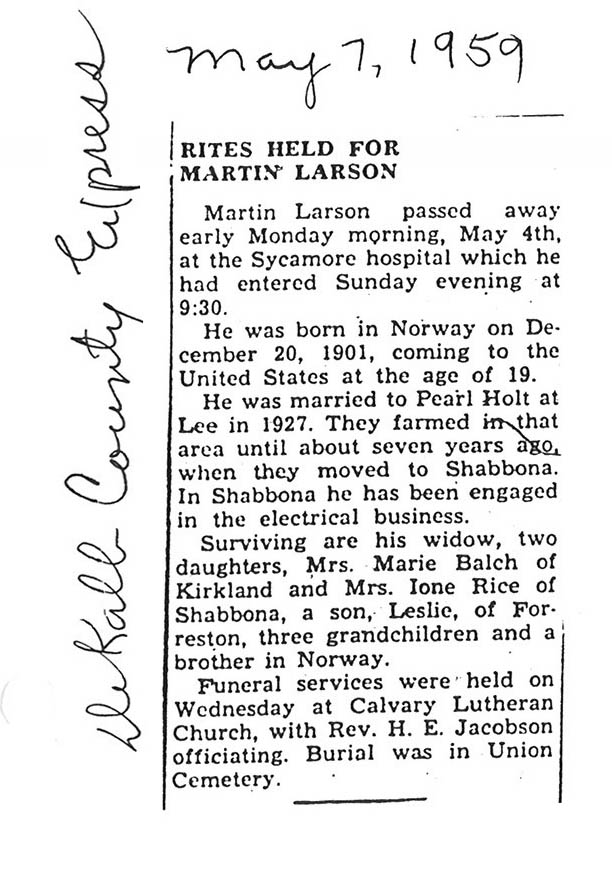 May 7, 1959
DeKalb County Express
RITES HELD FOR
MARTIN LARSON
Martin Larson passed away
early Monday morning, May 4th,
at the Sycamore hospital which he
had entered Sunday evening at
9:30.
He was born in Norway on De-
cember 20, 1901, coming to the
United States at the age of 19.
He was married to Pearl Holt at
Lee in 1927. They farmed in that
area until about seven years ago,
when they moved to Shabbona.
In Shabbona he has been engaged
in the electrical business.
Surviving are his widow, two
daughters, Mrs. Marie Balch of
Kirkland and Mrs. Ione Rice of
Shabbona, a son, Leslie, of For-
reston, three grandchildren and a
brother in Norway.
Funeral services were held on
Wednesday at Calvary Lutheran
Church, with Rev. H. E. Jacobson
officiating. Burial was in Union
Cemetery.